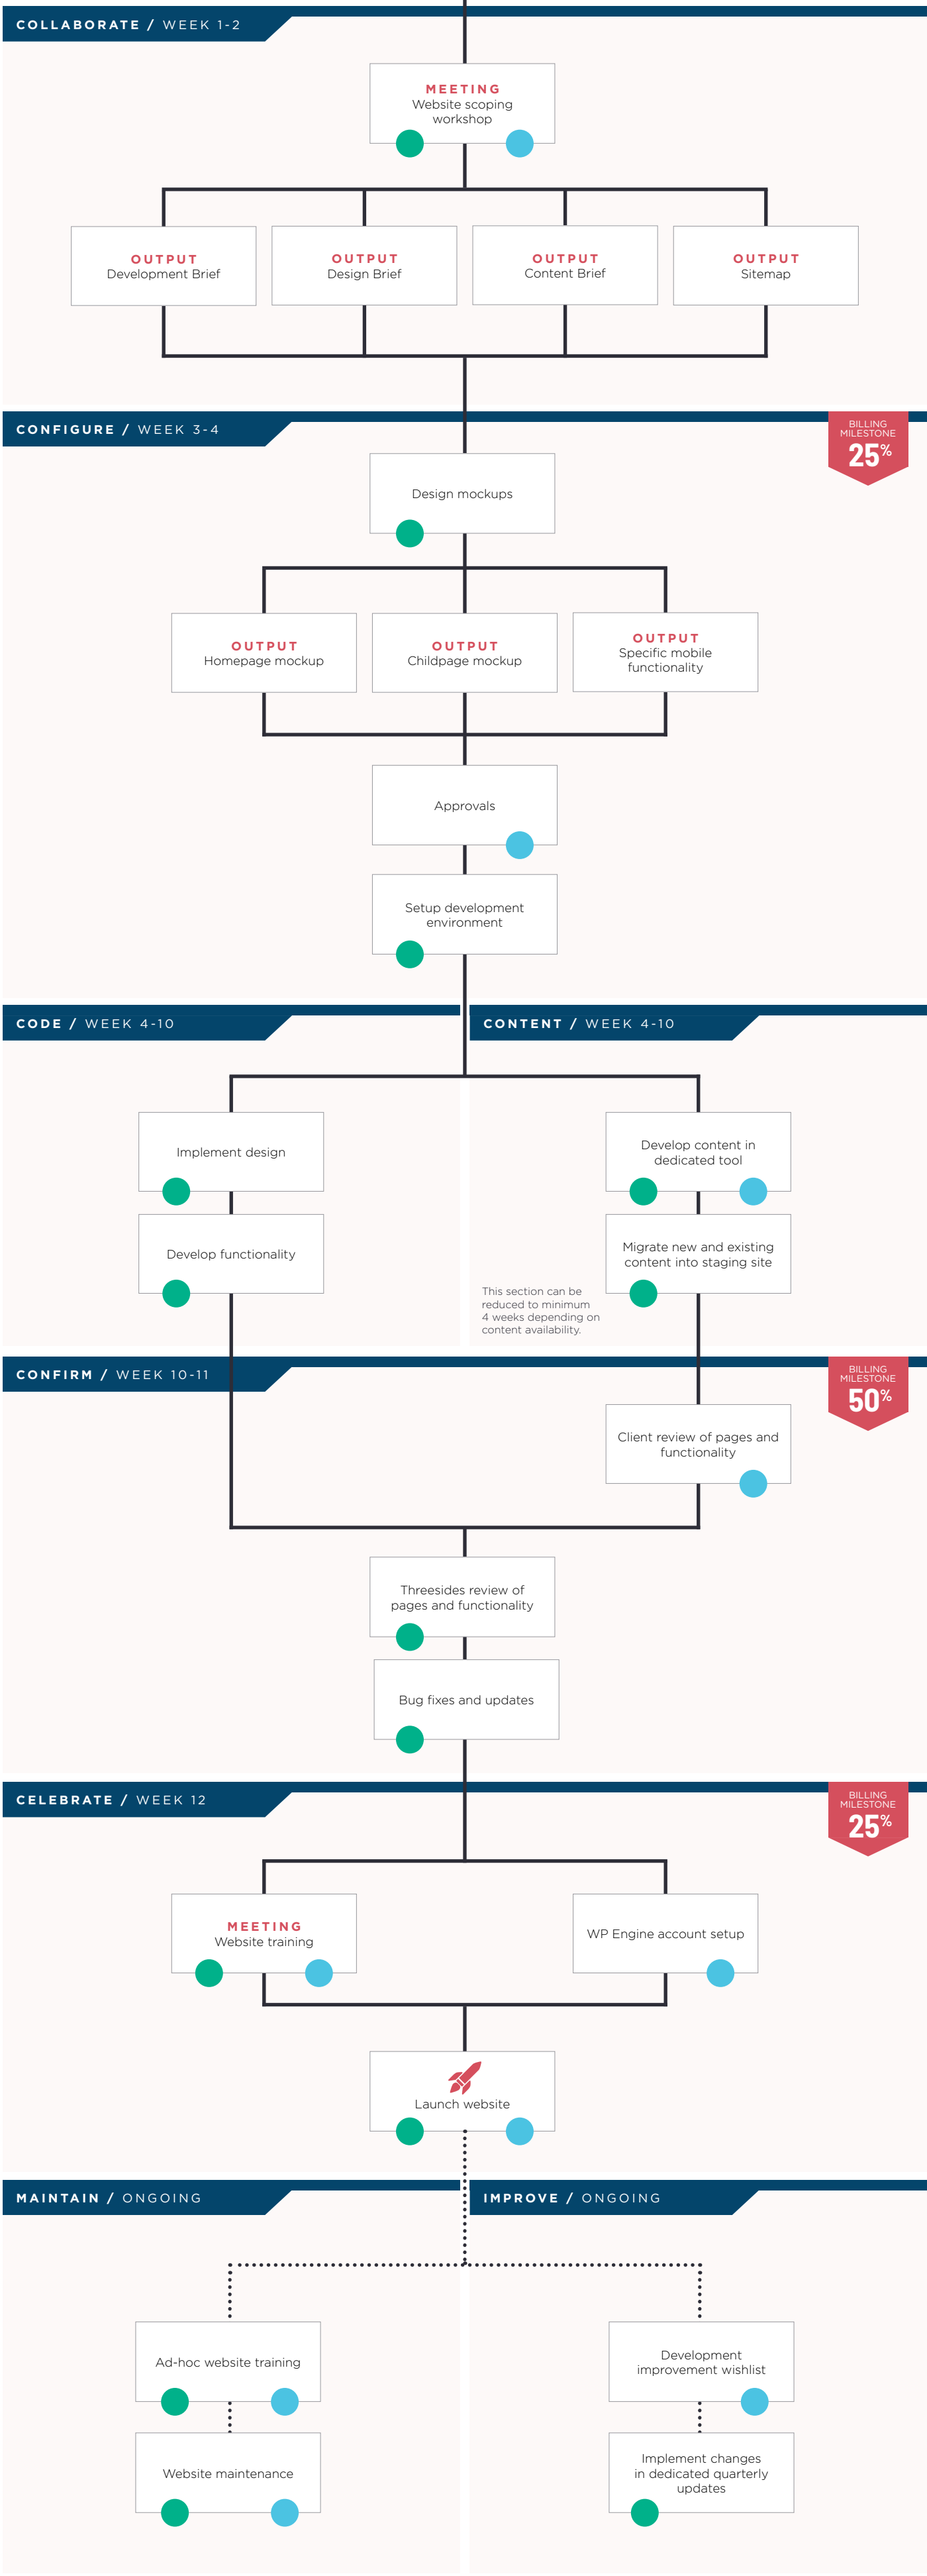 COLLABORATE / WEEK 1-2
MEETING
Website scoping
workshop
OUTPUT
Development Brief
OUTPUT
Design Brief
OUTPUT
Content Brief
OUTPUT
Sitemap
CONFIGURE / WEEK 3-4
BILLING
MILESTONE
25%
Design mockups
OUTPUT
Homepage mockup
OUTPUT
Childpage mockup
OUTPUT
Specific mobile
functionality
Approvals
Setup development
environment
CODE / WEEK 4-10
CONTENT / WEEK 4-10
Implement design
Develop content in
dedicated tool
Develop functionality
Migrate new and existing
content into staging site
This section can be
reduced to minimum
4 weeks depending on
content availability.
CONFIRM / WEEK 10-11
BILLING
MILESTONE
50%
Client review of pages and
functionality
Threesides review of
pages and functionality
Bug fixes and updates
CELEBRATE / WEEK 12
BILLING
MILESTONE
25%
MEETING
Website training
WP Engine account setup
Launch website
MAINTAIN / ONGOING
IMPROVE / ONGOING
Ad-hoc website training
Development
improvement wishlist
Website maintenance
Implement changes
in dedicated quarterly
updates